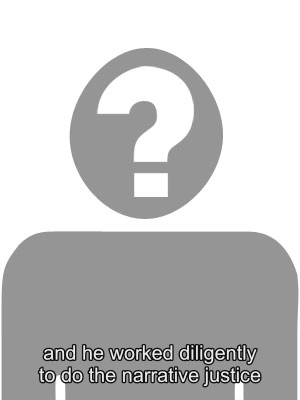 and he worked diligently
to do the narrative justice